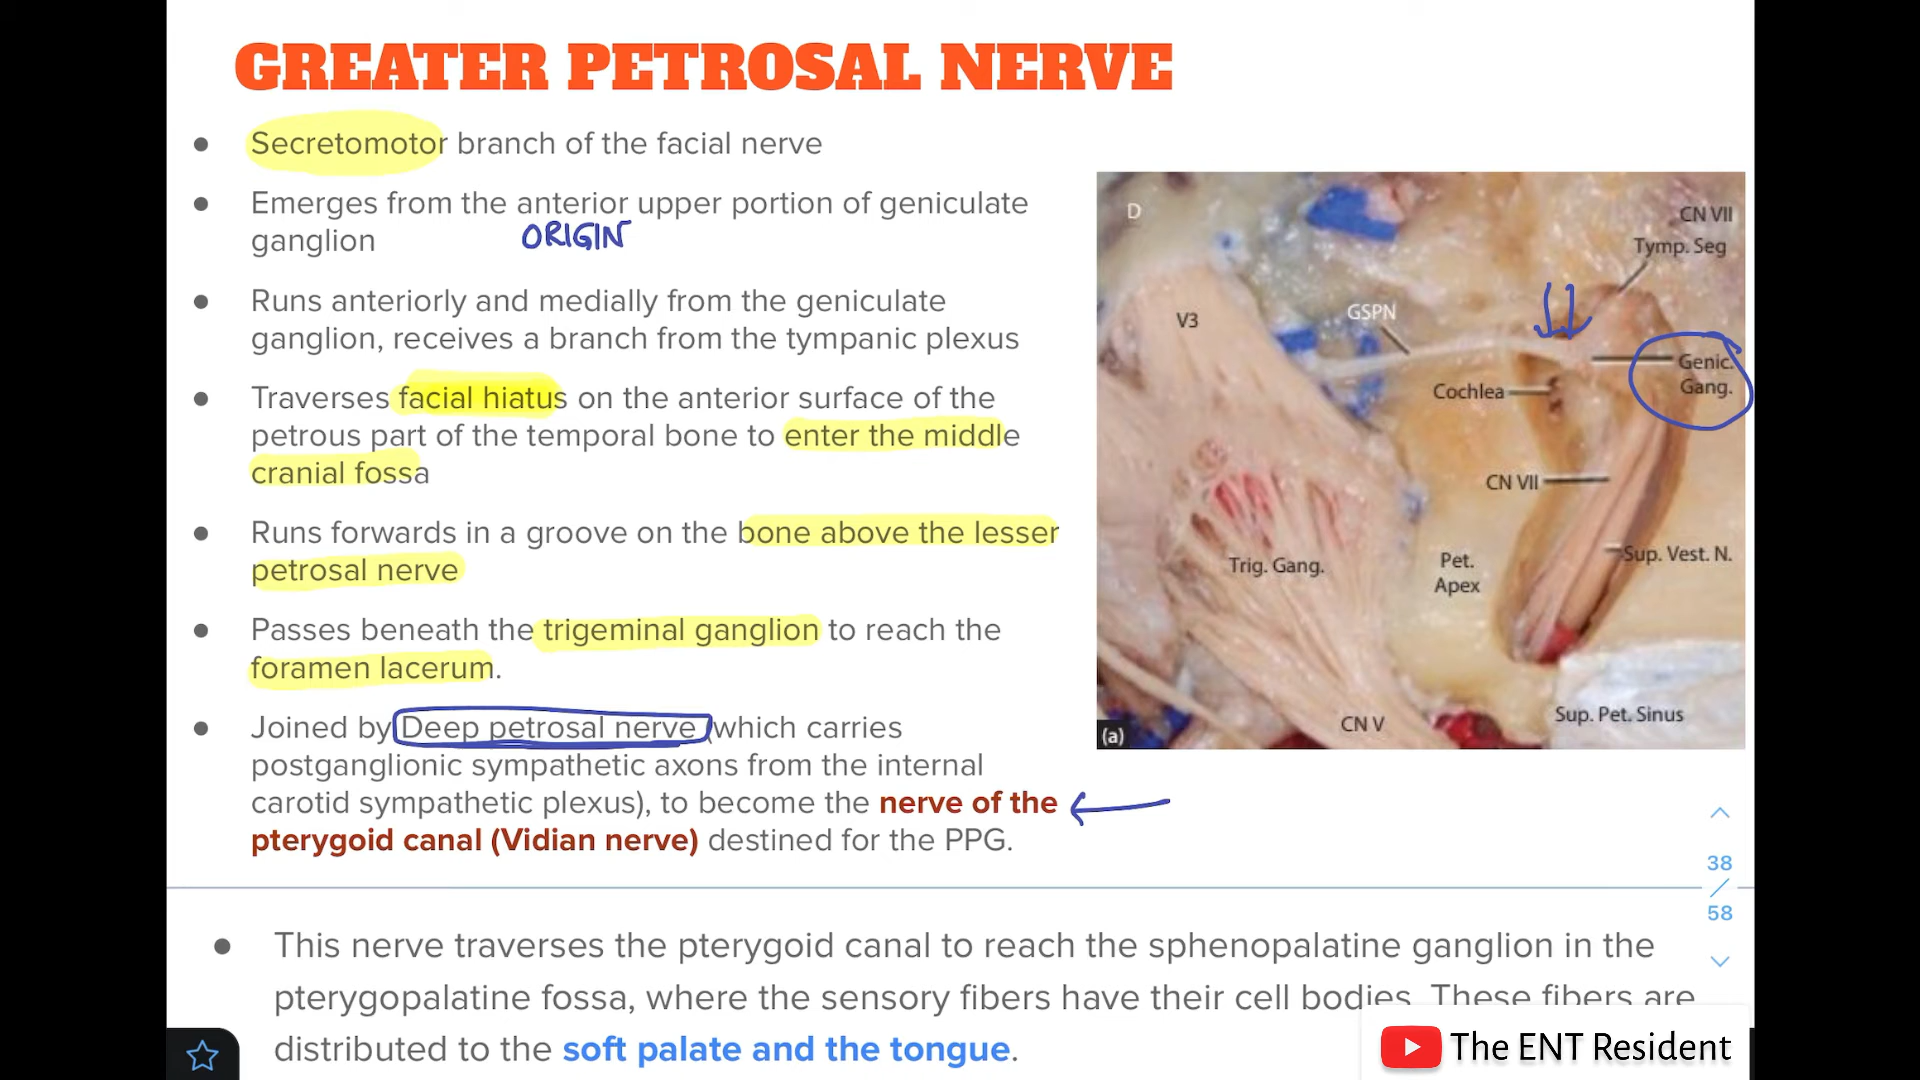 GREATER PETROSAL NERVE
● Secretomotor branch of the facial nerve
● Emerges from the anterior upper portion of geniculate
ganglion
ORIGIN
● Runs anteriorly and medially from the geniculate
ganglion, receives a branch from the tympanic plexus
● Traverses facial hiatus on the anterior surface of the
petrous part of the temporal bone to enter the middle
cranial fossa
● Runs forwards in a groove on the bone above the lesser
petrosal nerve
● Passes beneath the trigeminal ganglion to reach the
foramen lacerum.
● Joined by Deep petrosal nerve (which carries
postganglionic sympathetic axons from the internal
carotid sympathetic plexus), to become the nerve of the
pterygoid canal (Vidian nerve) destined for the PPG.
D
CN VII
Tymp. Seg
GSPN
V3
Genic.
Gang.
Cochlea
CN VII
Sup. Vest. N.
Trig. Gang.
Pet.
Apex
CN V
Sup. Pet. Sinus
(a)
38
/
58
● This nerve traverses the pterygoid canal to reach the sphenopalatine ganglion in the
pterygopalatine fossa, where the sensory fibers have their cell bodies. These fibers are
distributed to the soft palate and the tongue.
The ENT Resident